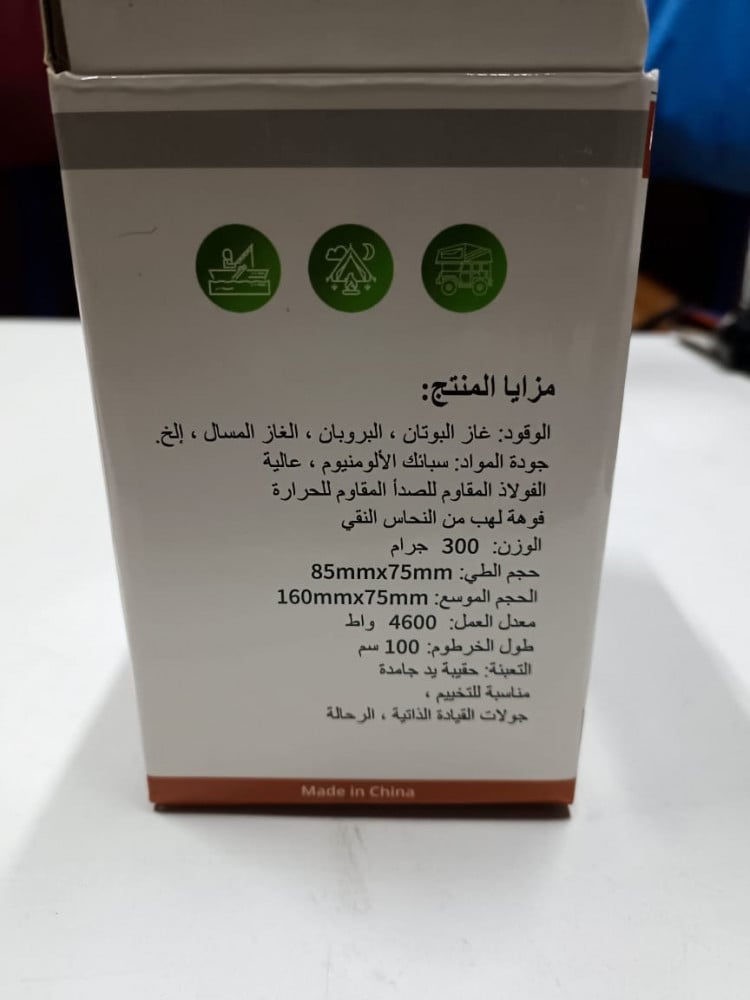 مزايا المنتج:
الوقود: غاز البوتان ، البروبان ، الغاز المسال ، إلخ.
جودة المواد: سبائك الألومنيوم ، عالية
الفولاذ المقاوم للصدأ المقاوم للحرارة
فوهة لهب من النحاس النقي
الوزن: 300 جرام
حجم الطي: 85mmx75mm
الحجم الموسع: 160mmx75mm
معدل العمل: 4600 واط
طول الخرطوم: 100 سم
التعبئة: حقيبة يد جامدة
مناسبة للتخييم ،
جولات القيادة الذاتية ، الرحالة
Made in China